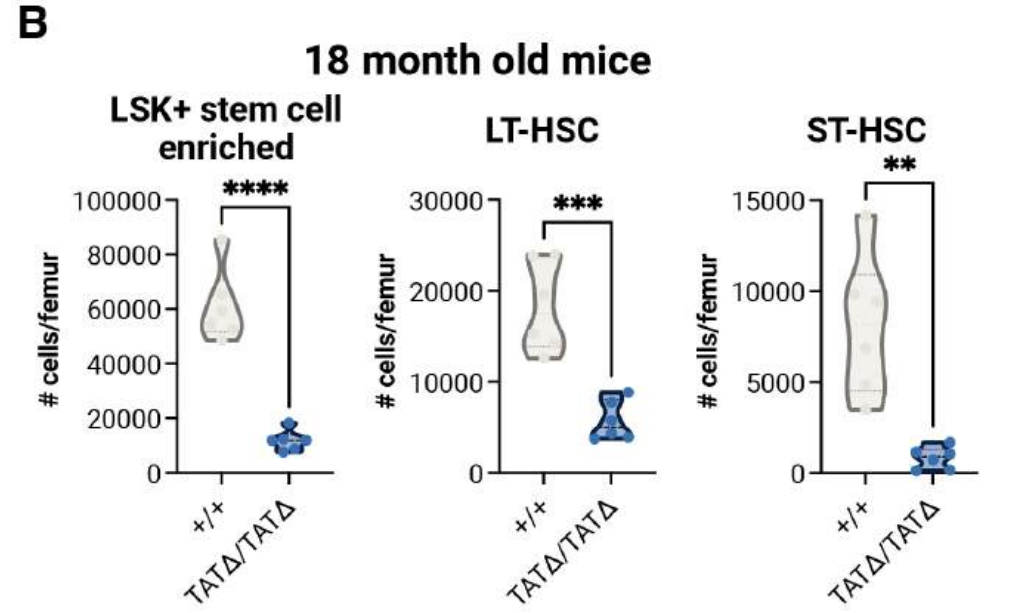 B
18 month old mice
LSK+ stem cell
enriched
****
# cells/femur
100000
80000
60000
40000
20000
0
+/+
TATΔ/TATΔ
LT-HSC
***
# cells/femur
30000
20000
10000
0
+/+
TATΔ/TATΔ
ST-HSC
**
# cells/femur
15000
10000
5000
0
+/+
TATΔ/TATΔ